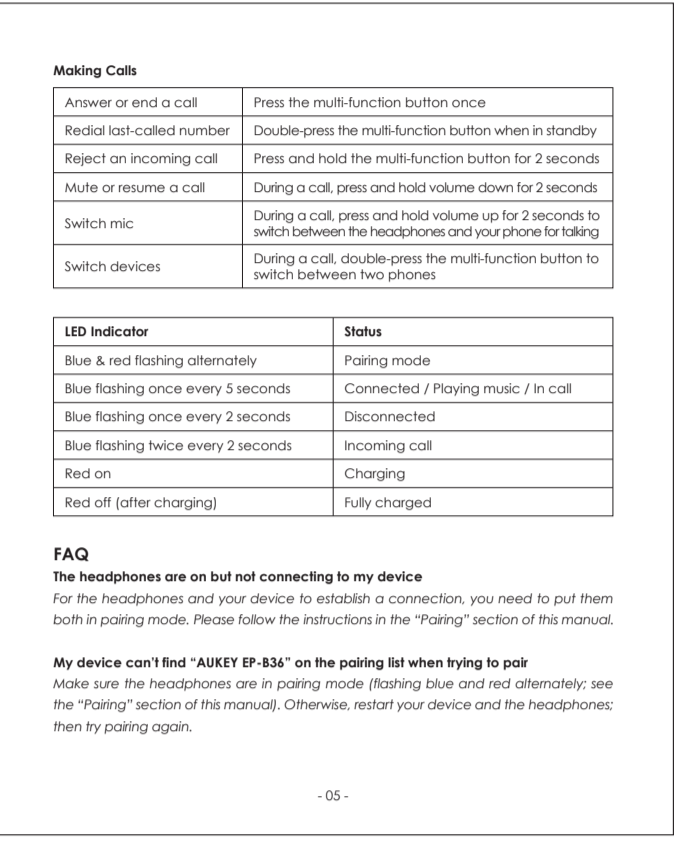 Making Calls
Answer or end a call Press the multi-function button once
Redial last-called number Double-press the multi-function button when in standby
Reject an incoming call Press and hold the multi-function button for 2 seconds
Mute or resume a call During a call, press and hold volume down for 2 seconds
Switch mic During a call, press and hold volume up for 2 seconds to
switch between the headphones and your phone for talking
Switch devices During a call, double-press the multi-function button to
switch between two phones
LED Indicator Status
Blue & red flashing alternately Pairing mode
Blue flashing once every 5 seconds Connected / Playing music / In call
Blue flashing once every 2 seconds Disconnected
Blue flashing twice every 2 seconds Incoming call
Red on Charging
Red off (after charging) Fully charged
FAQ
The headphones are on but not connecting to my device
For the headphones and your device to establish a connection, you need to put them
both in pairing mode. Please follow the instructions in the “Pairing” section of this manual.
My device can’t find “AUKEY EP-B36” on the pairing list when trying to pair
Make sure the headphones are in pairing mode (flashing blue and red alternately; see
the “Pairing” section of this manual). Otherwise, restart your device and the headphones;
then try pairing again.
- 05 -